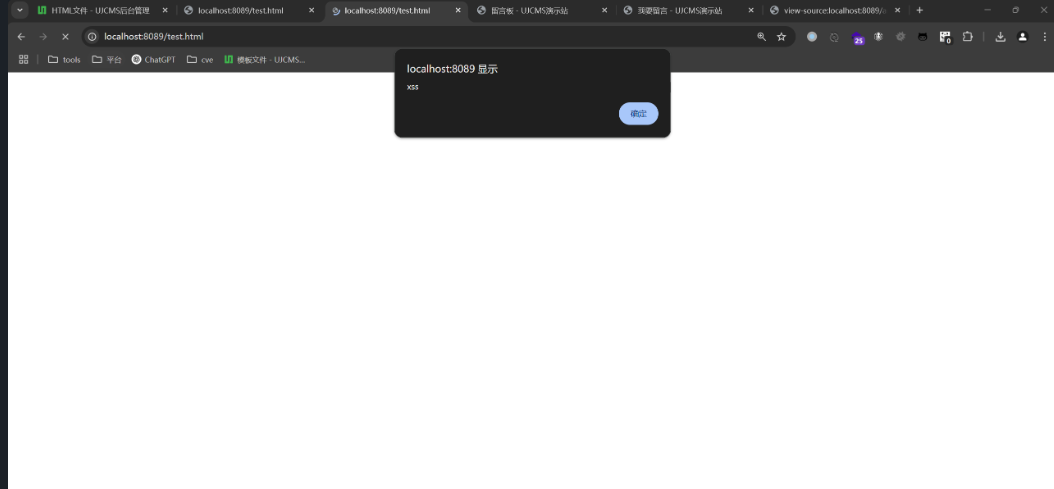 HTML文件 - UJCMS后台管理
localhost:8089/test.html
localhost:8089/test.html
留言板 - UJCMS演示站
我要留言 - UJCMS演示站
view-source:localhost:8089/
localhost:8089/test.html
25
0
tools
平台
ChatGPT
cve
模板文件 - UJCMS...
localhost:8089 显示
xss
确定